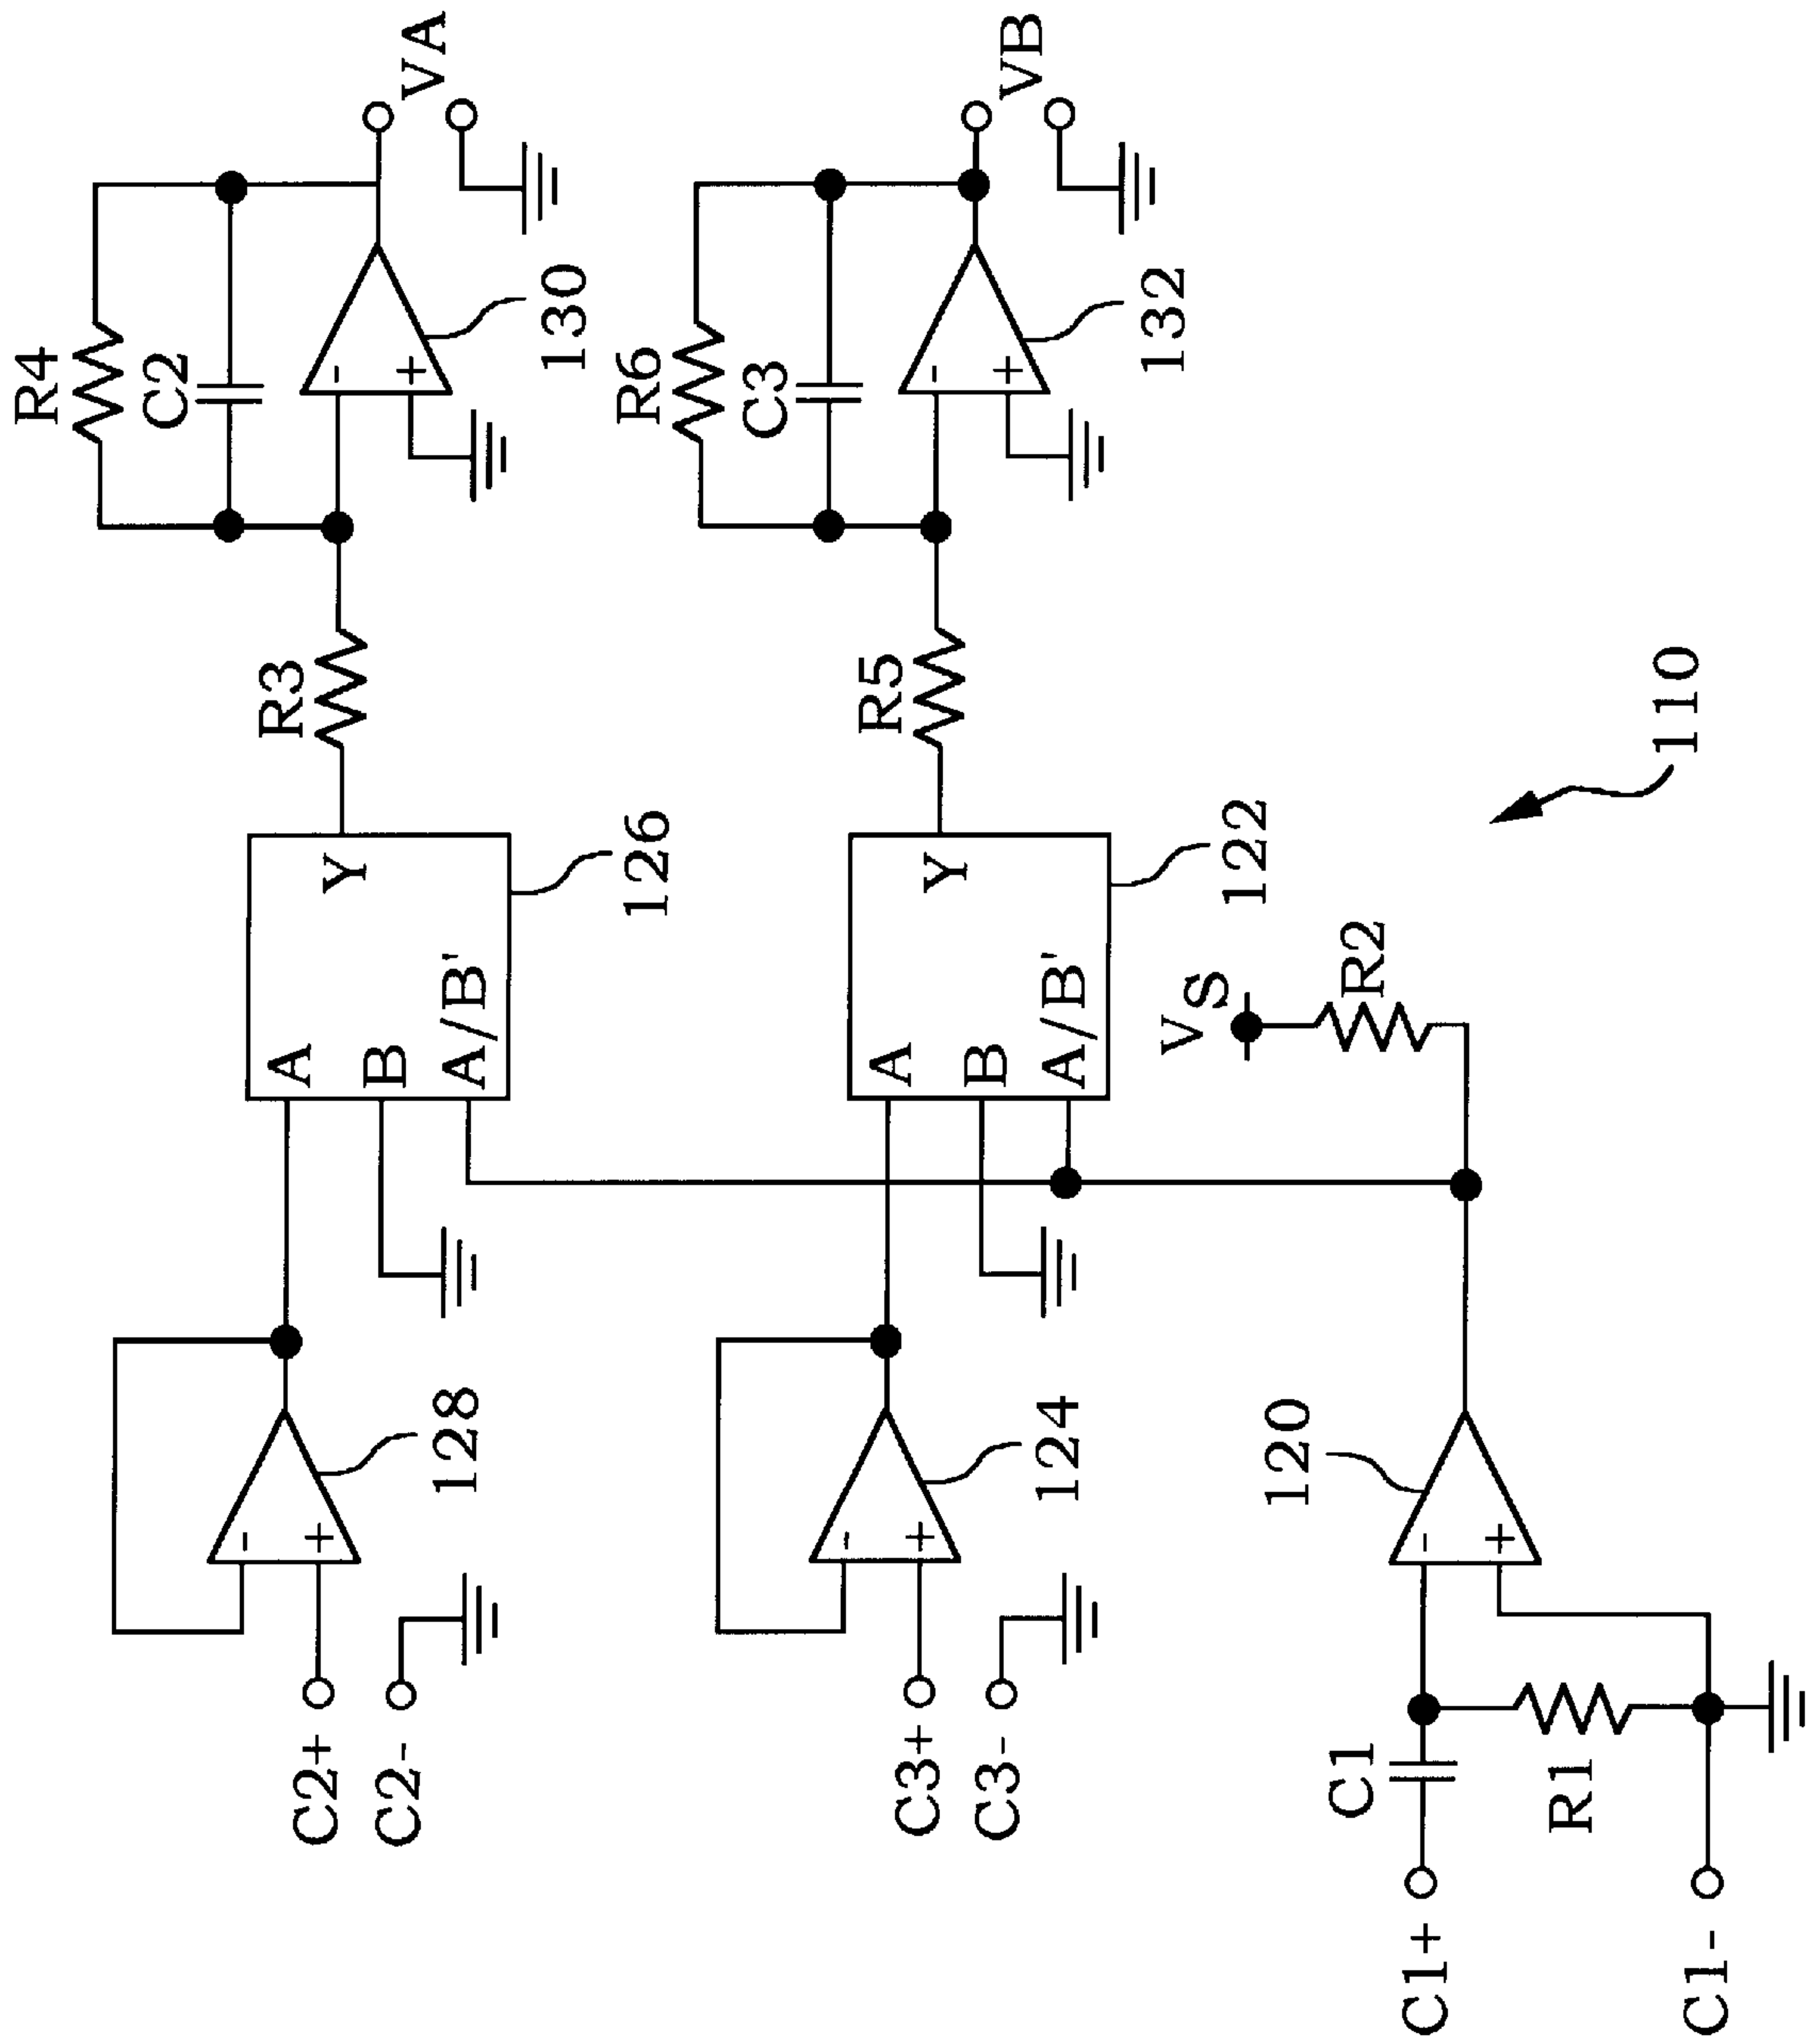 R4
C2
VA
R3
-
+
130
A
Y
B
A/B'
126
-
+
128
C2+
C2-
R6
C3
VB
R5
-
+
132
A
Y
B
A/B'
122
-
+
124
C3+
C3-
VS
R2
110
120
-
+
C1
R1
C1+
C1-